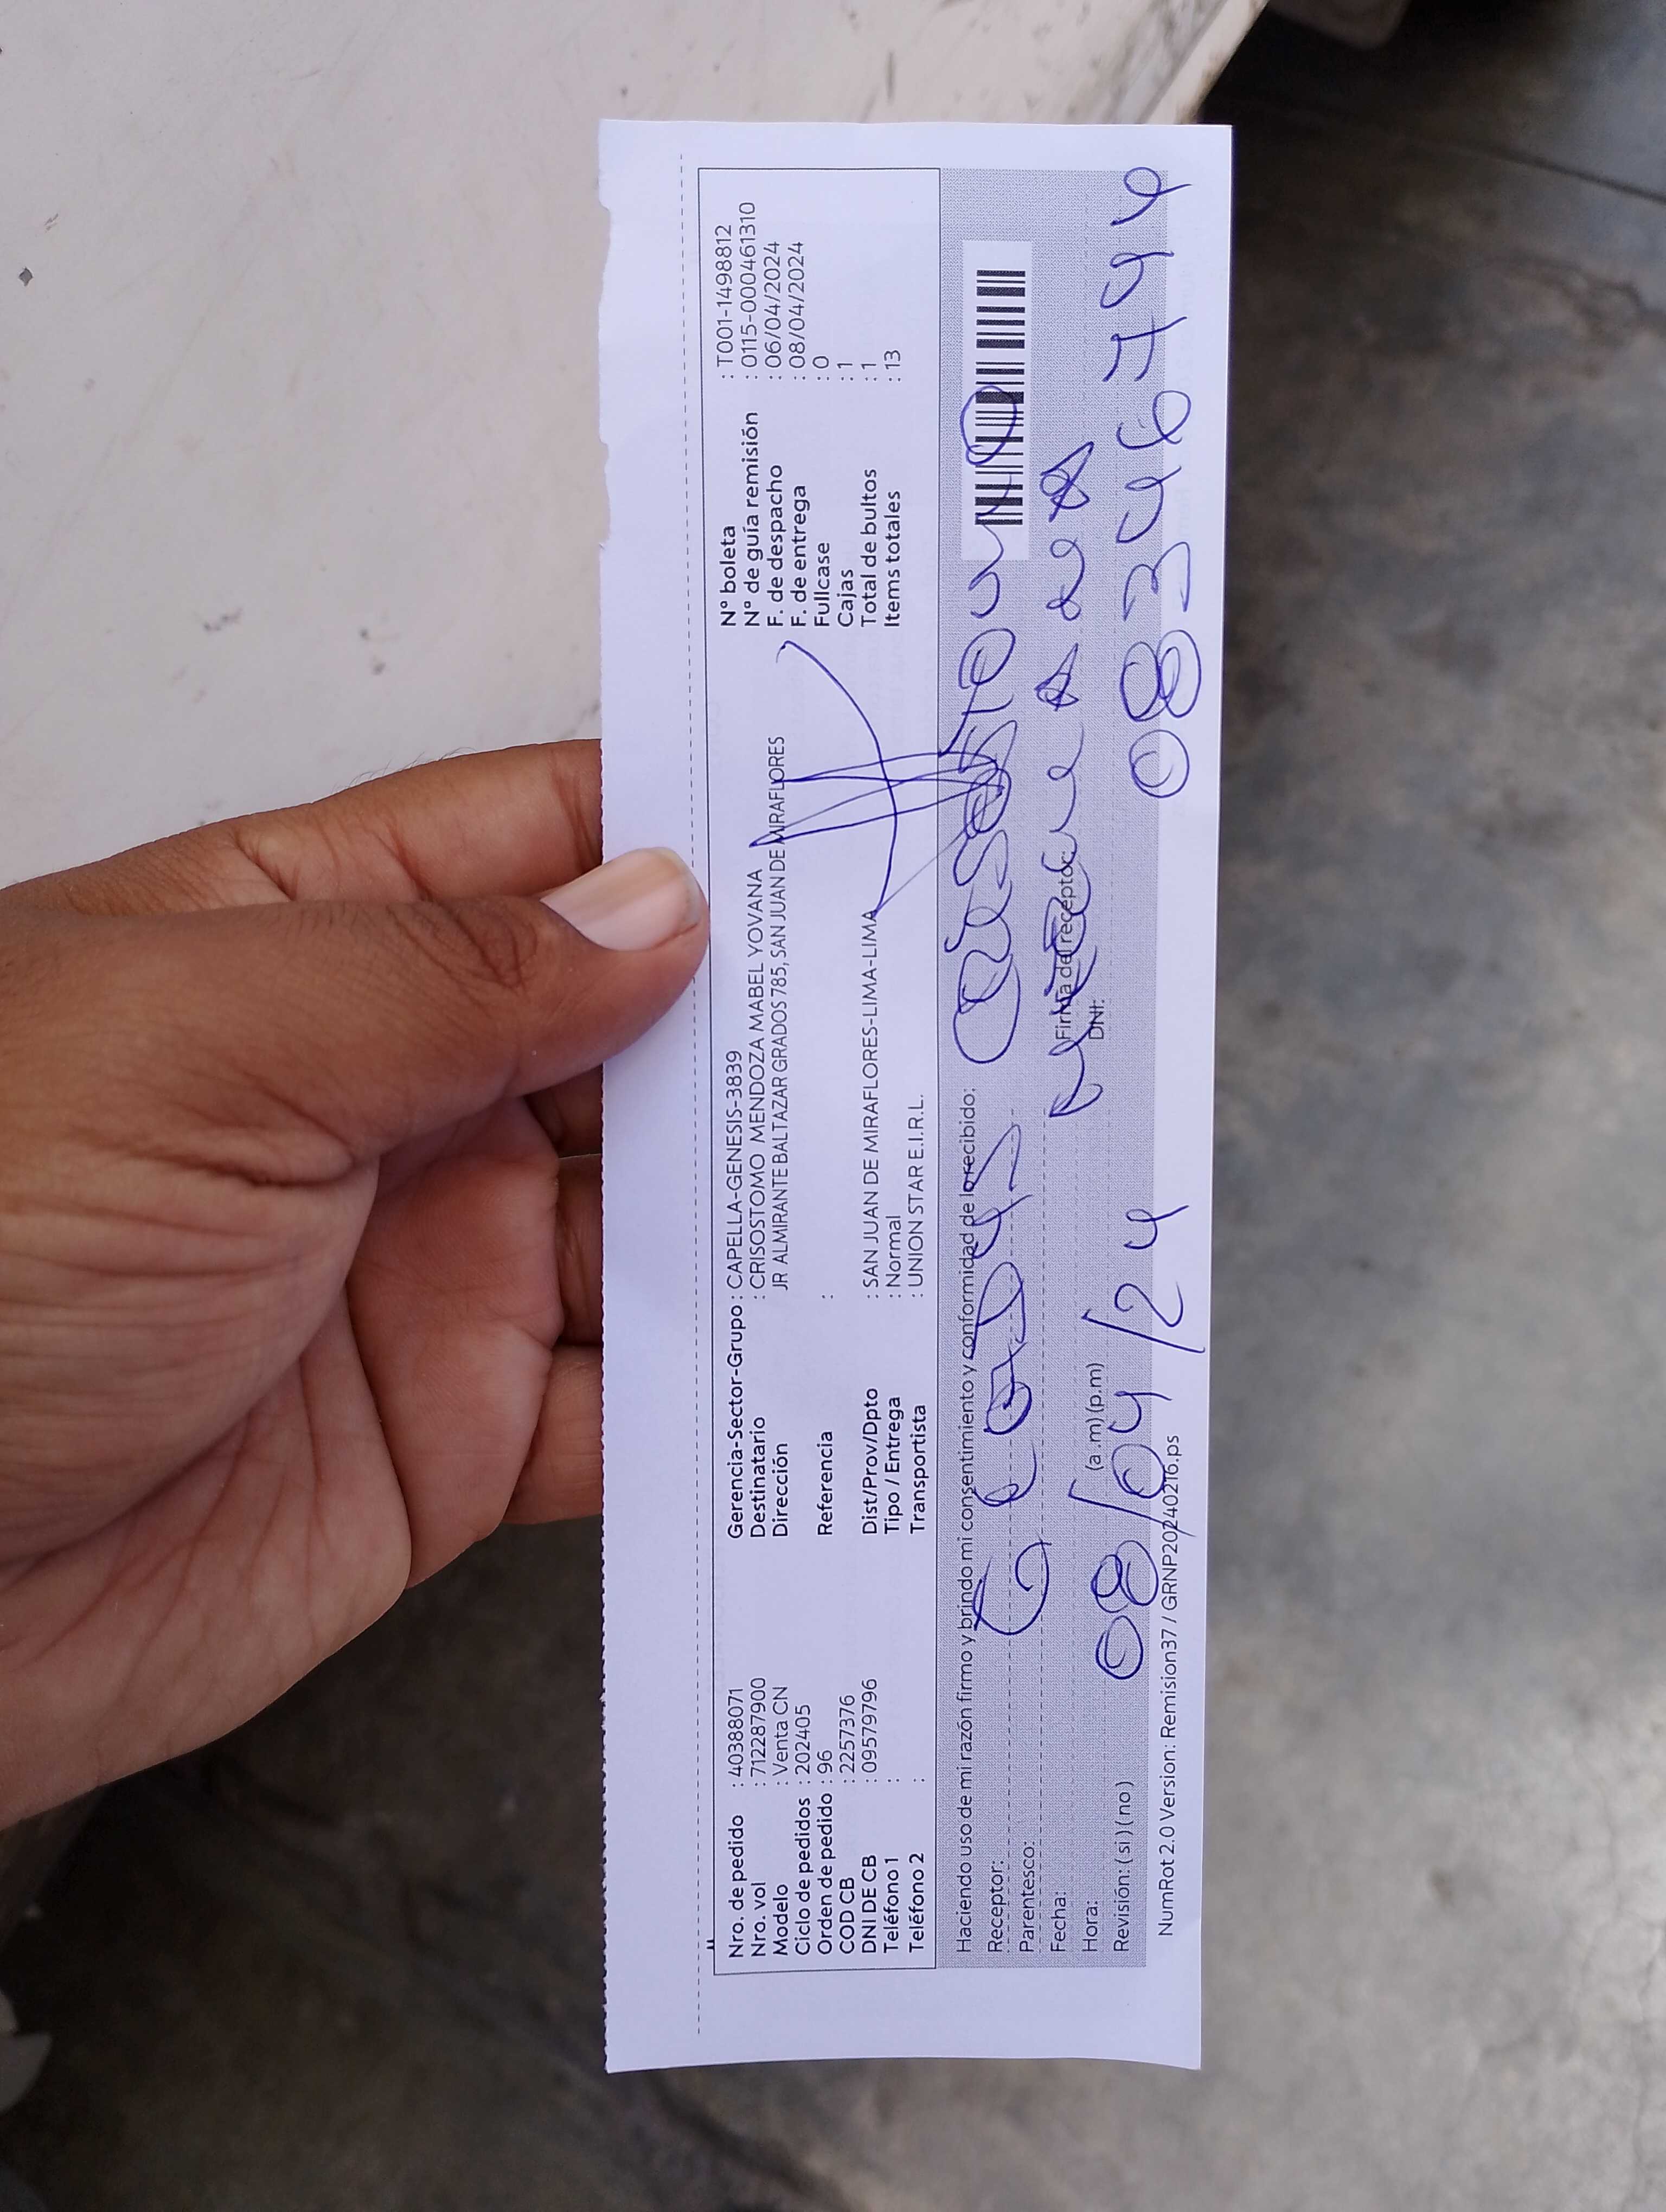 Nro. de pedido : 40388071
Nro. vol : 712287900
Modelo : Venta CN
Ciclo de pedidos : 202405
Orden de pedido : 96
COD CB : 2257376
DNI DE CB : 09579796
Teléfono 1 :
Teléfono 2 :
Gerencia-Sector-Grupo : CAPELLA-GENESIS-3839
Destinatario : CRISOSTOMO MENDOZA MABEL YOVANA
Dirección JR ALMIRANTE BALTAZAR GRADOS 785, SAN JUAN DE MIRAFLORES
Referencia :
Dist/Prov/Dpto : SAN JUAN DE MIRAFLORES-LIMA-LIMA
Tipo / Entrega : Normal
Transportista : UNION STAR E.I.R.L.
N° boleta : T001-1498812
N° de guía remisión : 0115-0000461310
F. de despacho : 06/04/2024
F. de entrega : 08/04/2024
Fullcase : 0
Cajas : 1
Total de bultos : 1
Items totales : 13
Haciendo uso de mi razón firmo y brindo mi consentimiento y conformidad de lo recibido:
Receptor:
Parentesco:
Fecha:
Hora: (a.m) (p.m)
Revisión: ( si ) ( no )
08/04/24
Firma de receptor:
DNI:
08346744
NumRot 2.0 Version: Remision37 / GRNP20240216.ps